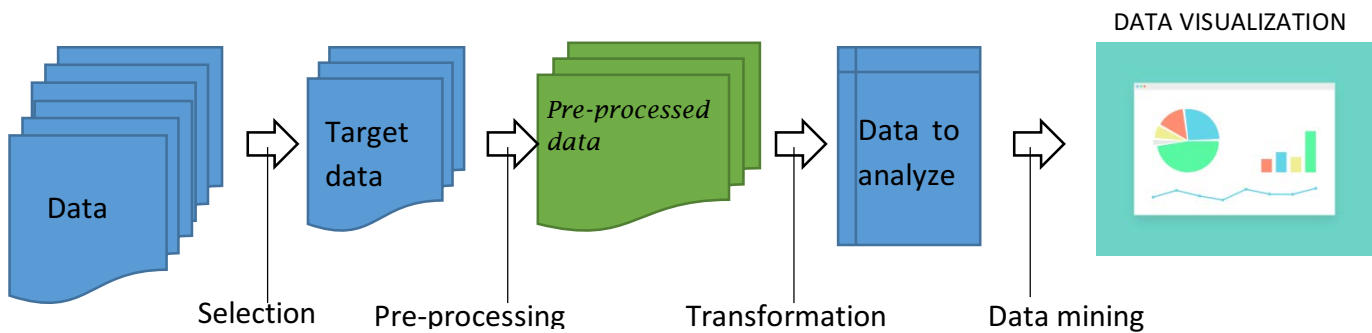 DATA VISUALIZATION
Data
Target
data
Pre-processed
data
Data to
analyze
Selection
Pre-processing
Transformation
Data mining